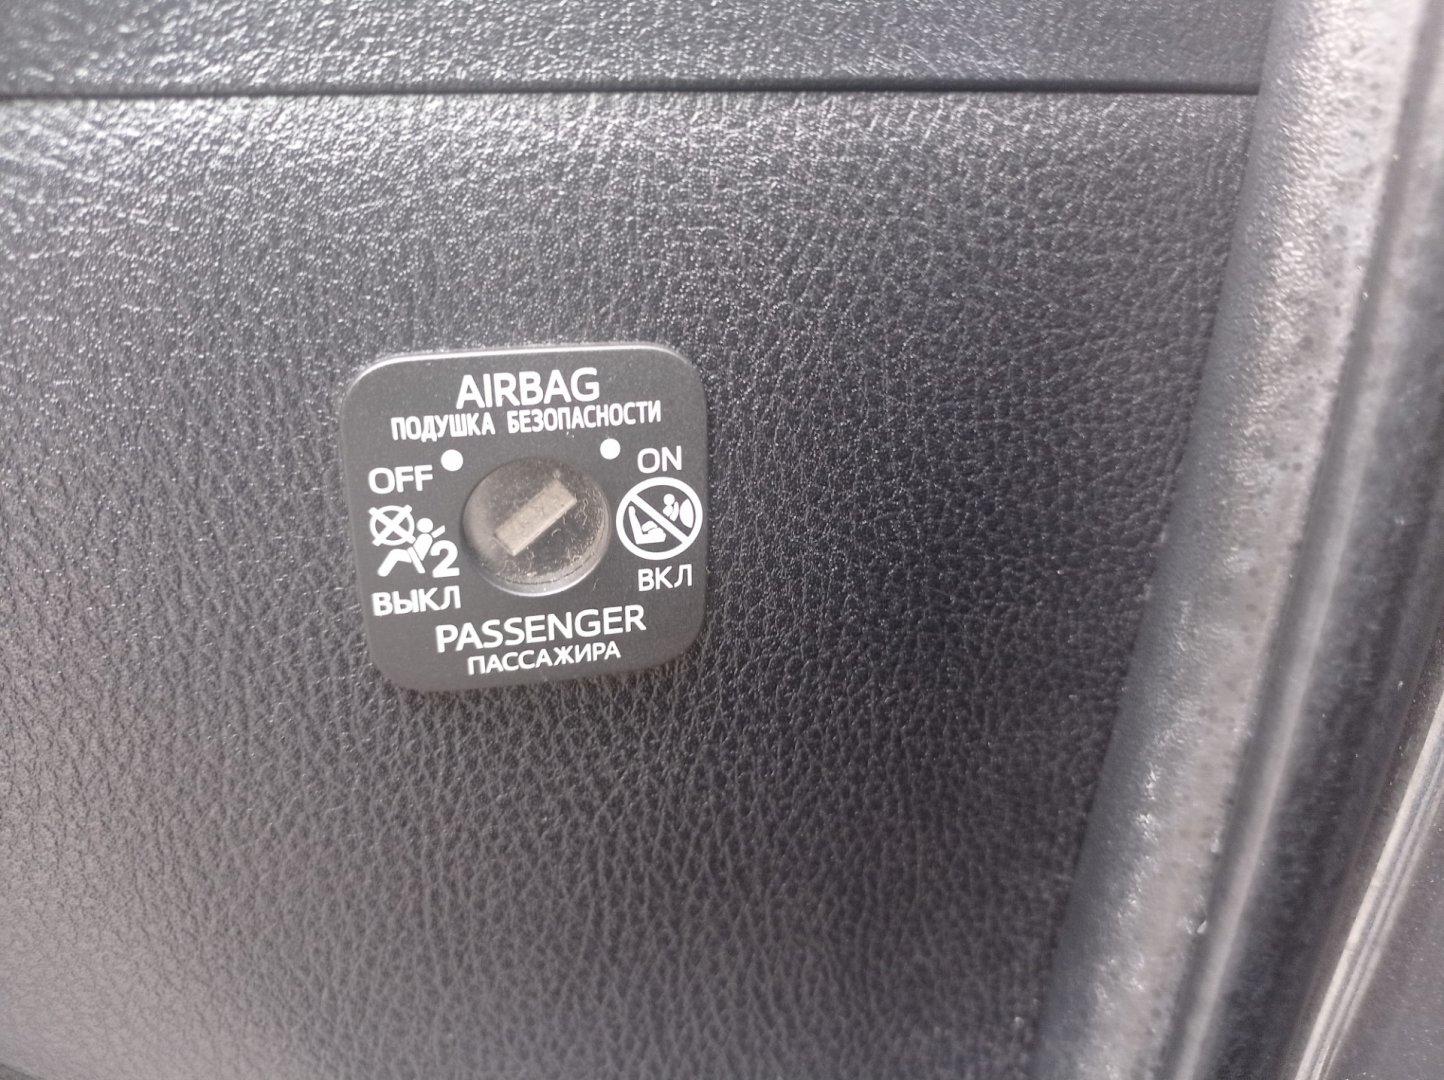 AIRBAG
ПОДУШКА БЕЗОПАСНОСТИ
OFF
ON
2
ВЫКЛ
ВКЛ
PASSENGER
ПАССАЖИРА